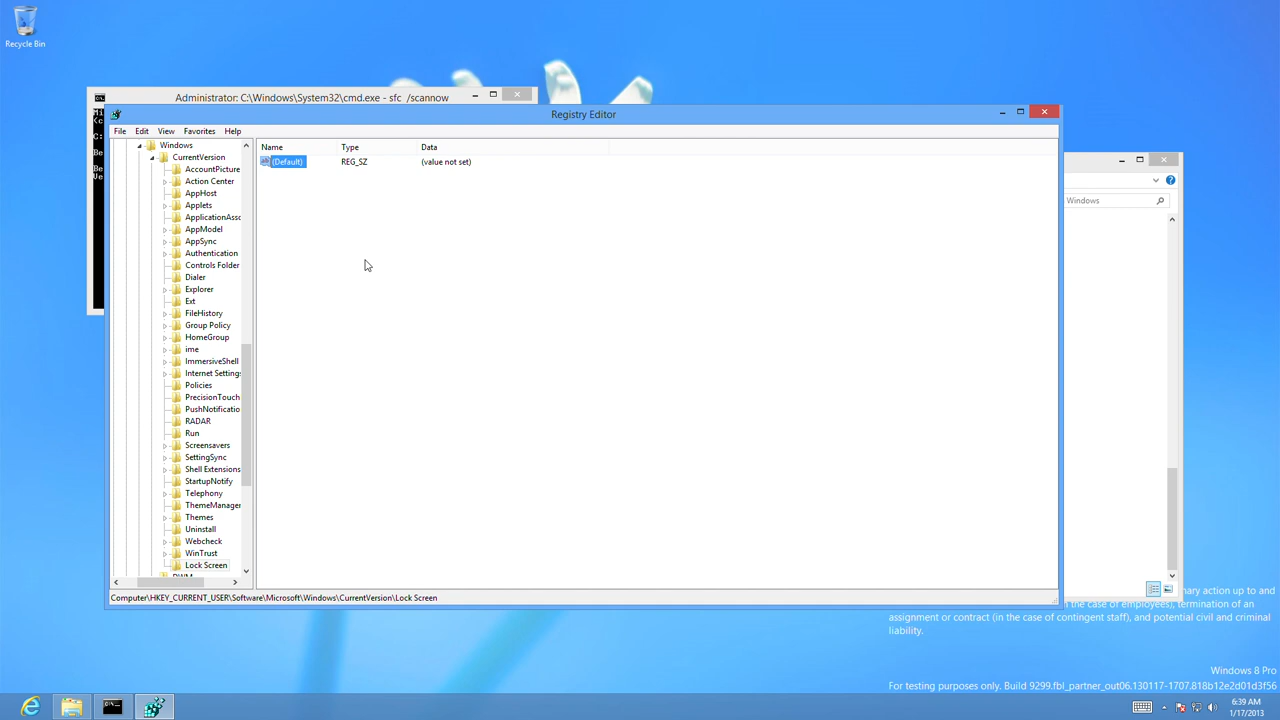 Recycle Bin
Administrator: C:\Windows\System32\cmd.exe - sfc /scannow
Registry Editor
File Edit View Favorites Help
Name Type Data
(Default) REG_SZ (value not set)
Windows
CurrentVersion
AccountPicture
Action Center
AppHost
Applets
ApplicationAsso
AppModel
AppSync
Authentication
Controls Folder
Dialer
Explorer
Ext
FileHistory
Group Policy
HomeGroup
ime
ImmersiveShell
Internet Settings
Policies
PrecisionTouch
PushNotificatio
RADAR
Run
Screensavers
SettingSync
Shell Extensions
StartupNotify
Telephony
ThemeManager
Themes
Uninstall
Webcheck
WinTrust
Lock Screen
DWM
Computer\HKEY_CURRENT_USER\Software\Microsoft\Windows\CurrentVersion\Lock Screen
Windows
nary action up to and
in the case of employees), termination of an
assignment or contract (in the case of contingent staff), and potential civil and criminal
liability.
Windows 8 Pro
For testing purposes only. Build 9299.fbl_partner_out06.130117-1707.818b12e2d01d3f56
6:39 AM
1/17/2013